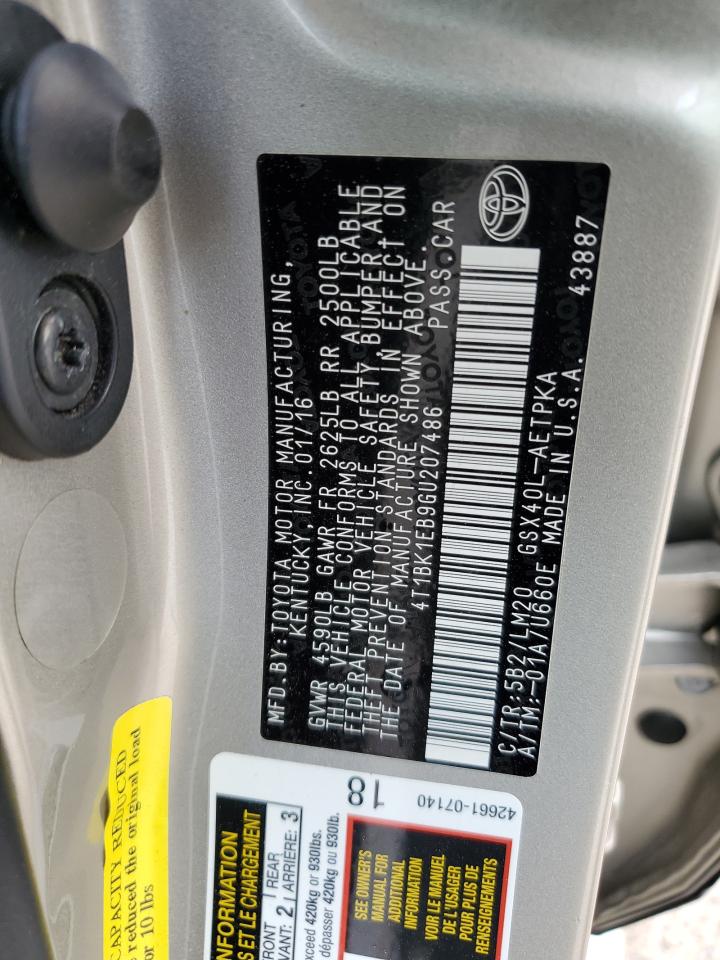 MFD.BY:TOYOTA MOTOR MANUFACTURING,
KENTUCKY,INC.01/16
GVWR 4590LB GAWR FR 2625LB RR 2500LB
THIS VEHICLE CONFORMS TO ALL APPLICABLE
FEDERAL MOTOR VEHICLE SAFETY,BUMPER,AND
THEFT PREVENTION STANDARDS IN EFFECT ON
THE DATE OF MANUFACTURE SHOWN ABOVE.
4T1BK1EB9GU207486 PASS.CAR
C/TR:5B2/LM20 GSX40L-AETPKA
A/TM:-01A/U660E MADE IN U.S.A. 43887
CAPACITY REDUCED
reduced the original load
or 10 lbs
INFORMATION
S ET LE CHARGEMENT
FRONT 2 REAR 3
AVANT: ARRIÈRE:
exceed 420kg or 930lbs.
dépasser 420kg ou 930lb.
18
SEE OWNER'S
MANUAL FOR
ADDITIONAL
INFORMATION
VOIR LE MANUEL
DE L'USAGER
POUR PLUS DE
RENSEIGNEMENTS
42661-07140